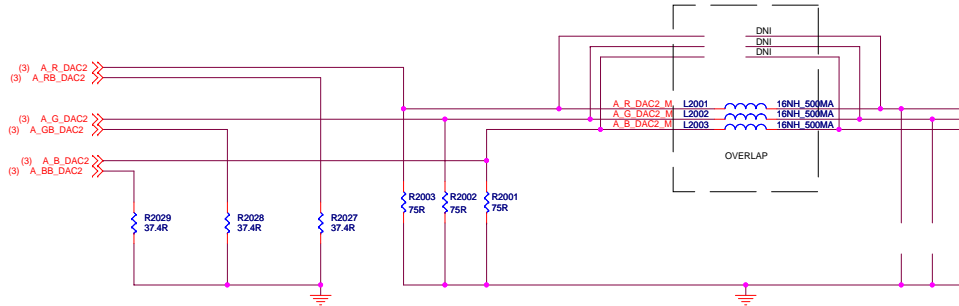 DNI
DNI
DNI
(3) A_R_DAC2
(3) A_RB_DAC2
A_R_DAC2_M L2001 16NH_500MA
A_G_DAC2_M L2002 16NH_500MA
A_B_DAC2_M L2003 16NH_500MA
(3) A_G_DAC2
(3) A_GB_DAC2
OVERLAP
(3) A_B_DAC2
(3) A_BB_DAC2
R2003
75R
R2002
75R
R2001
75R
R2029
37.4R
R2028
37.4R
R2027
37.4R